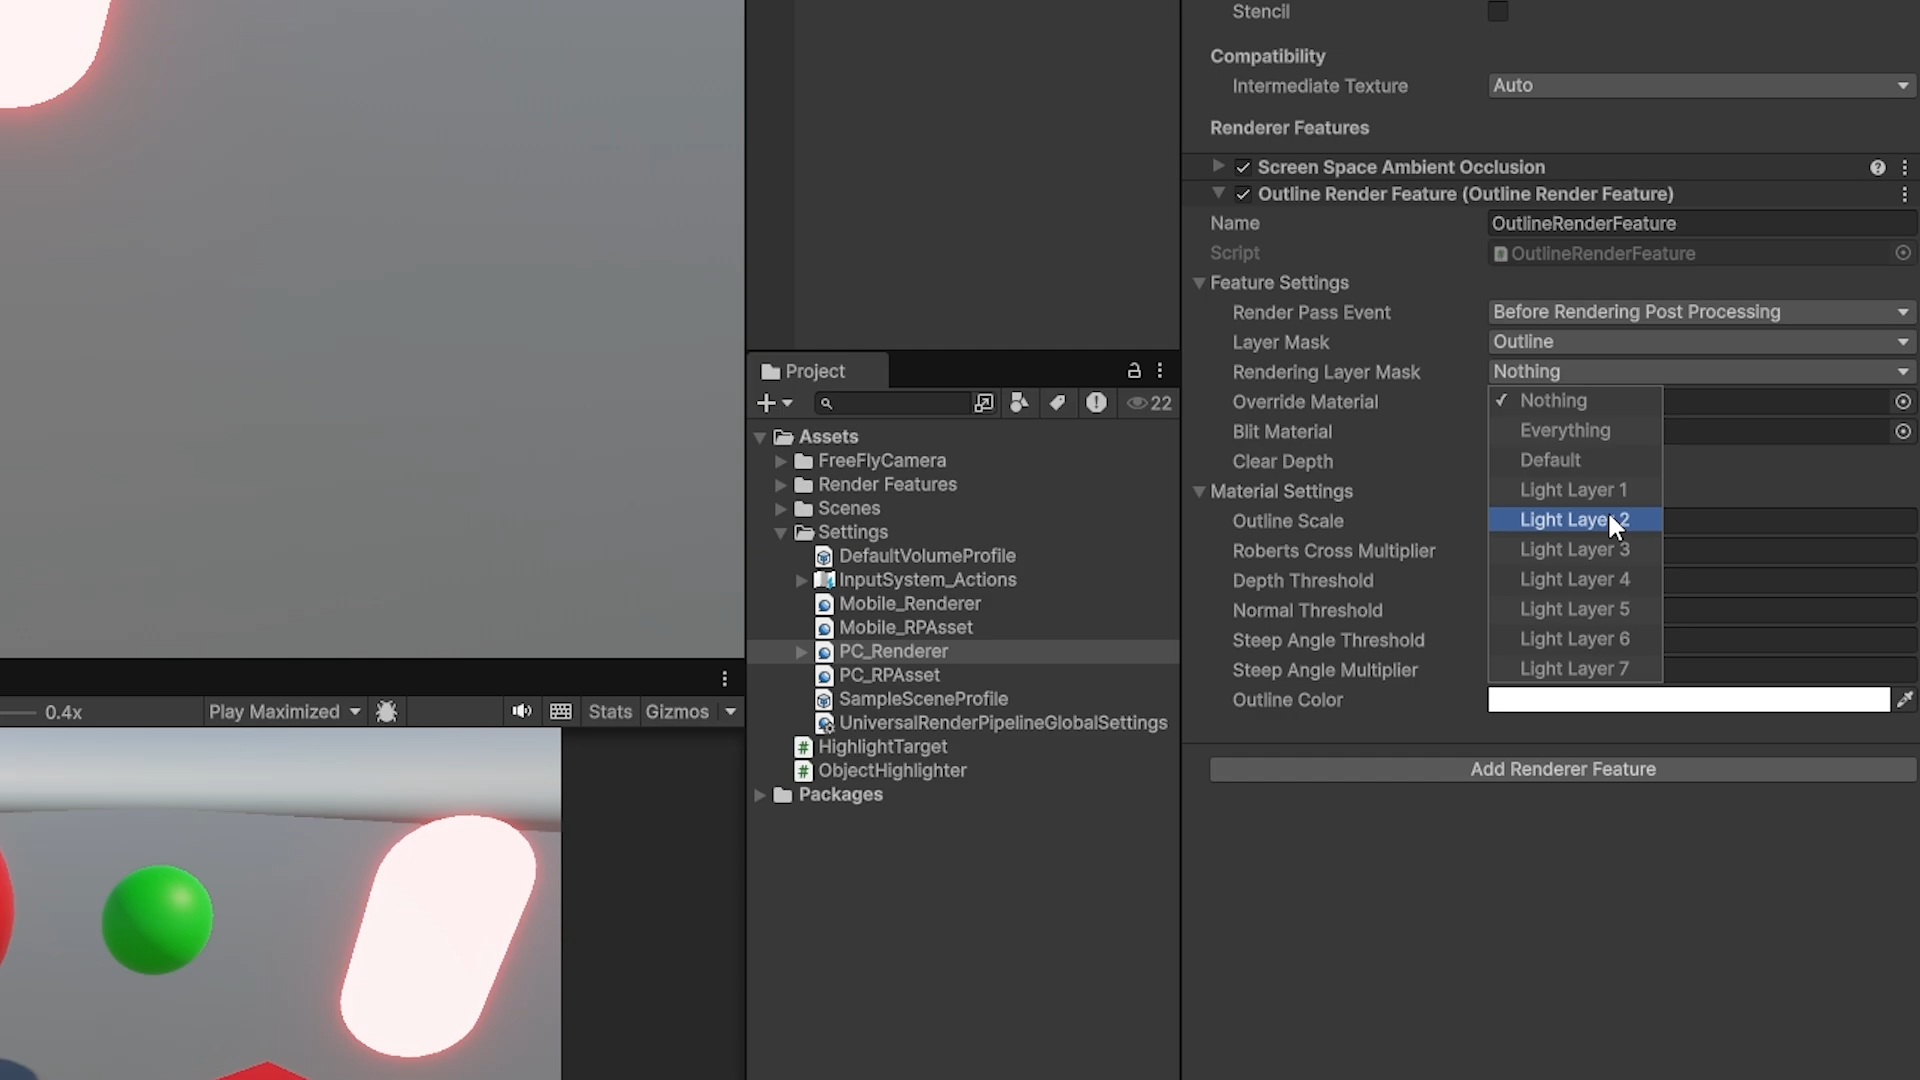 Stencil
Compatibility
Intermediate Texture Auto
Renderer Features
Screen Space Ambient Occlusion
Outline Render Feature (Outline Render Feature)
Name OutlineRenderFeature
Script OutlineRenderFeature
Feature Settings
Render Pass Event Before Rendering Post Processing
Layer Mask Outline
Rendering Layer Mask Nothing
Override Material
Blit Material
Clear Depth
Material Settings
Outline Scale
Roberts Cross Multiplier
Depth Threshold
Normal Threshold
Steep Angle Threshold
Steep Angle Multiplier
Outline Color
Nothing
Everything
Default
Light Layer 1
Light Layer 2
Light Layer 3
Light Layer 4
Light Layer 5
Light Layer 6
Light Layer 7
Add Renderer Feature
Project
22
Assets
FreeFlyCamera
Render Features
Scenes
Settings
DefaultVolumeProfile
InputSystem_Actions
Mobile_Renderer
Mobile_RPAsset
PC_Renderer
PC_RPAsset
SampleSceneProfile
UniversalRenderPipelineGlobalSettings
HighlightTarget
ObjectHighlighter
Packages
0.4x Play Maximized Stats Gizmos